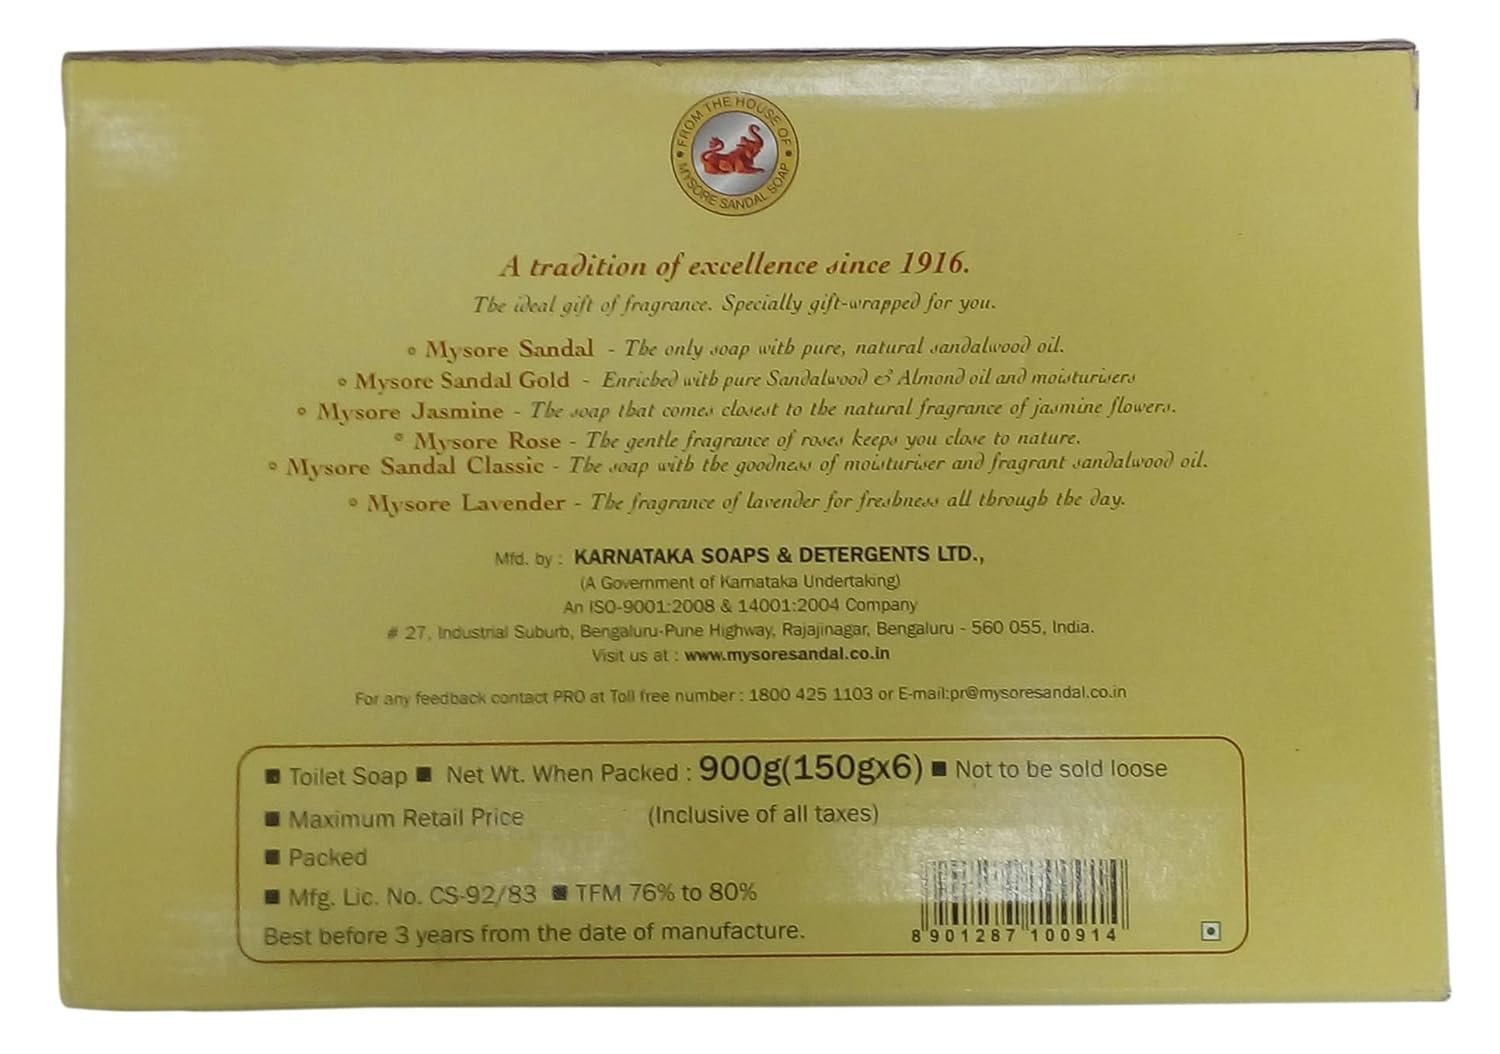 FROM THE HOUSE OF
MYSORE SANDAL SOAP
A tradition of excellence since 1916.
The ideal gift of fragrance. Specially gift-wrapped for you.
Mysore Sandal - The only soap with pure, natural sandalwood oil.
Mysore Sandal Gold - Enriched with pure Sandalwood & Almond oil and moisturisers
Mysore Jasmine - The soap that comes closest to the natural fragrance of jasmine flowers.
Mysore Rose - The gentle fragrance of roses keeps you close to nature.
Mysore Sandal Classic - The soap with the goodness of moisturiser and fragrant sandalwood oil.
Mysore Lavender - The fragrance of lavender for freshness all through the day.
Mfd. by : KARNATAKA SOAPS & DETERGENTS LTD.,
(A Government of Karnataka Undertaking)
An ISO-9001:2008 & 14001:2004 Company
# 27, Industrial Suburb, Bengaluru-Pune Highway, Rajajinagar, Bengaluru - 560 055, India.
Visit us at : www.mysoresandal.co.in
For any feedback contact PRO at Toll free number : 1800 425 1103 or E-mail:pr@mysoresandal.co.in
■ Toilet Soap ■ Net Wt. When Packed : 900g(150gx6) ■ Not to be sold loose
■ Maximum Retail Price (Inclusive of all taxes)
■ Packed
■ Mfg. Lic. No. CS-92/83 ■ TFM 76% to 80%
Best before 3 years from the date of manufacture.
8 901287 100914